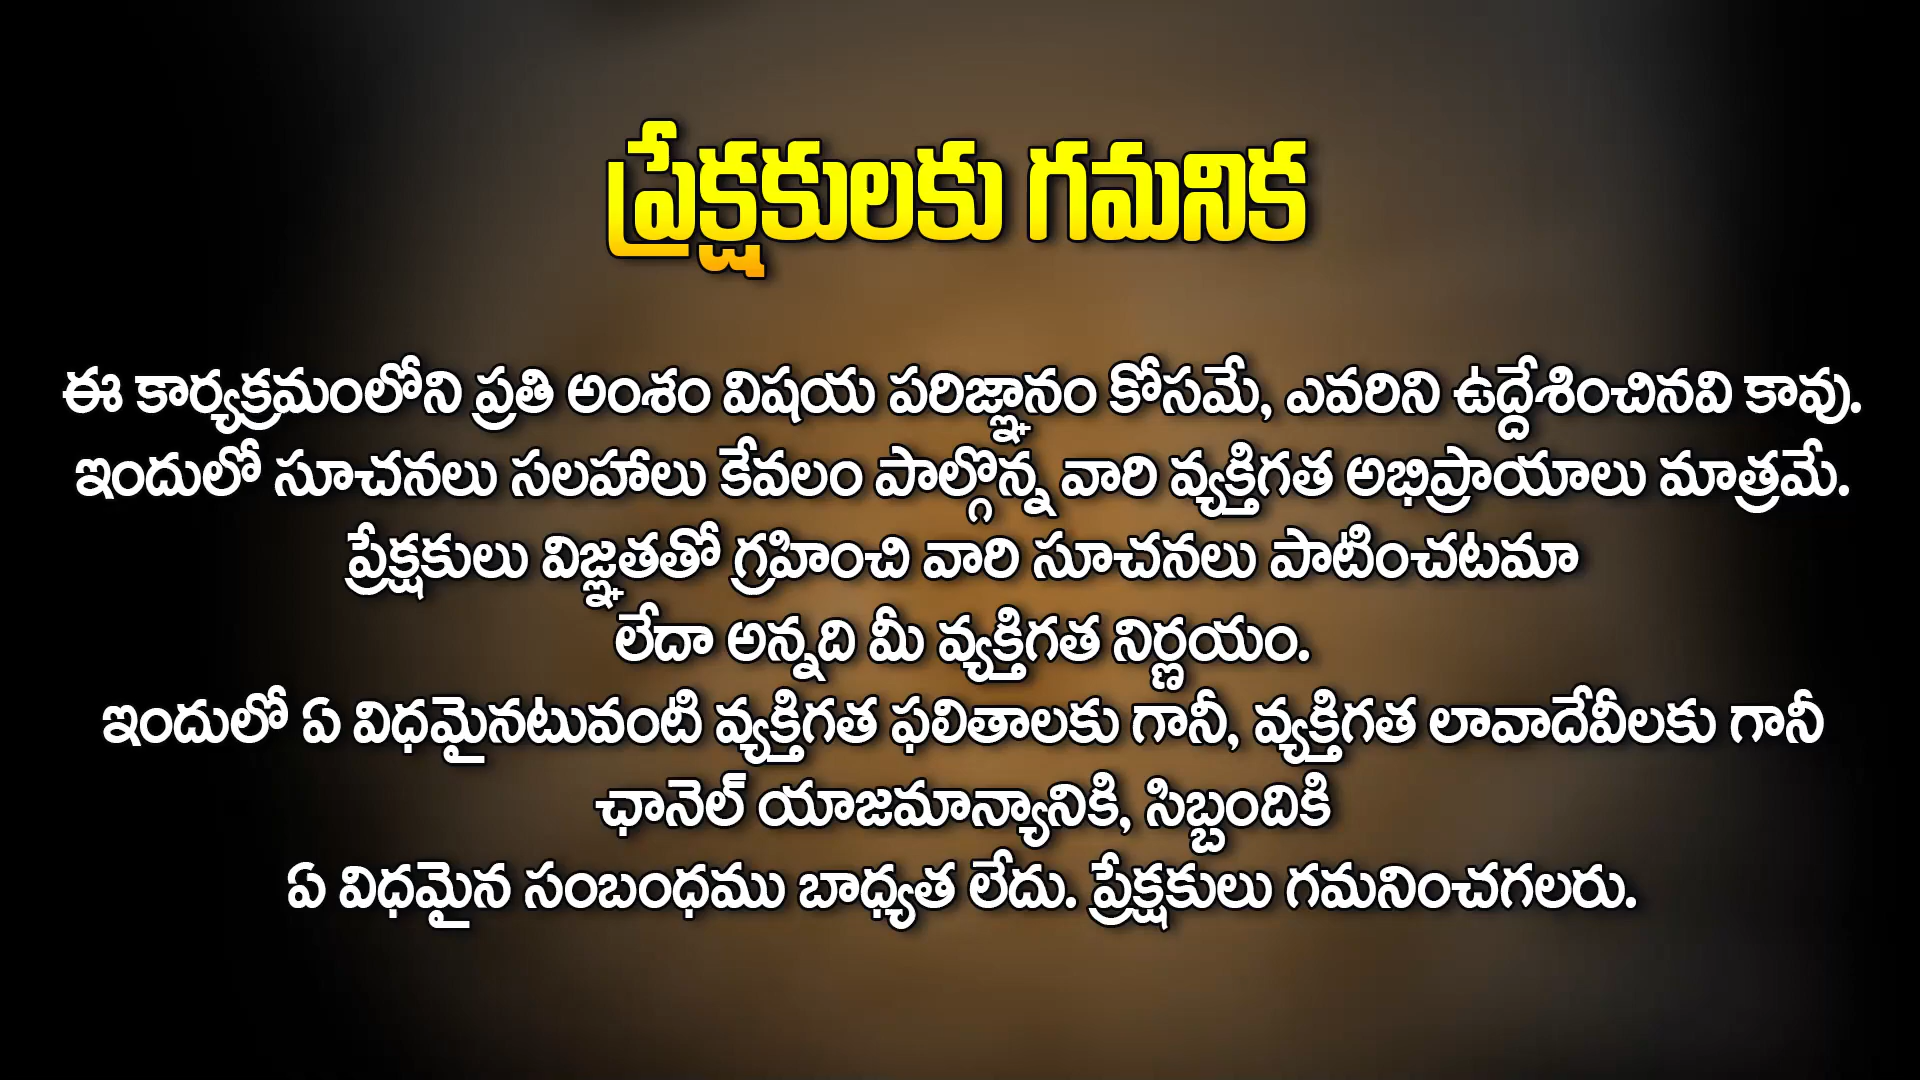 ప్రేక్షకులకు గమనిక
ఈ కార్యక్రమంలోని ప్రతి అంశం విషయ పరిజ్ఞానం కోసమే, ఎవరిని ఉద్దేశించినవి కావు.
ఇందులో సూచనలు సలహాలు కేవలం పాల్గొన్న వారి వ్యక్తిగత అభిప్రాయాలు మాత్రమే.
ప్రేక్షకులు విజ్ఞతతో గ్రహించి వారి సూచనలు పాటించటమా
లేదా అన్నది మీ వ్యక్తిగత నిర్ణయం.
ఇందులో ఏ విధమైనటువంటి వ్యక్తిగత ఫలితాలకు గానీ, వ్యక్తిగత లావాదేవీలకు గానీ
ఛానెల్ యాజమాన్యానికి, సిబ్బందికి
ఏ విధమైన సంబంధము బాధ్యత లేదు. ప్రేక్షకులు గమనించగలరు.